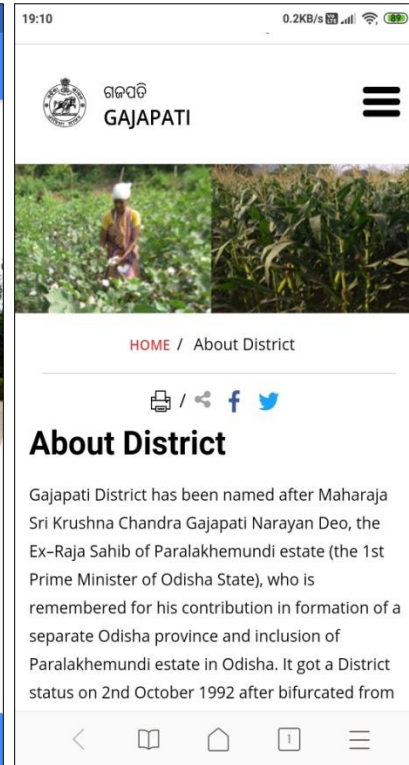 19:10 0.2KB/s 89
ଗଜପତି
GAJAPATI
HOME / About District
About District
Gajapati District has been named after Maharaja
Sri Krushna Chandra Gajapati Narayan Deo, the
Ex–Raja Sahib of Paralakhemundi estate (the 1st
Prime Minister of Odisha State), who is
remembered for his contribution in formation of a
separate Odisha province and inclusion of
Paralakhemundi estate in Odisha. It got a District
status on 2nd October 1992 after bifurcated from
1